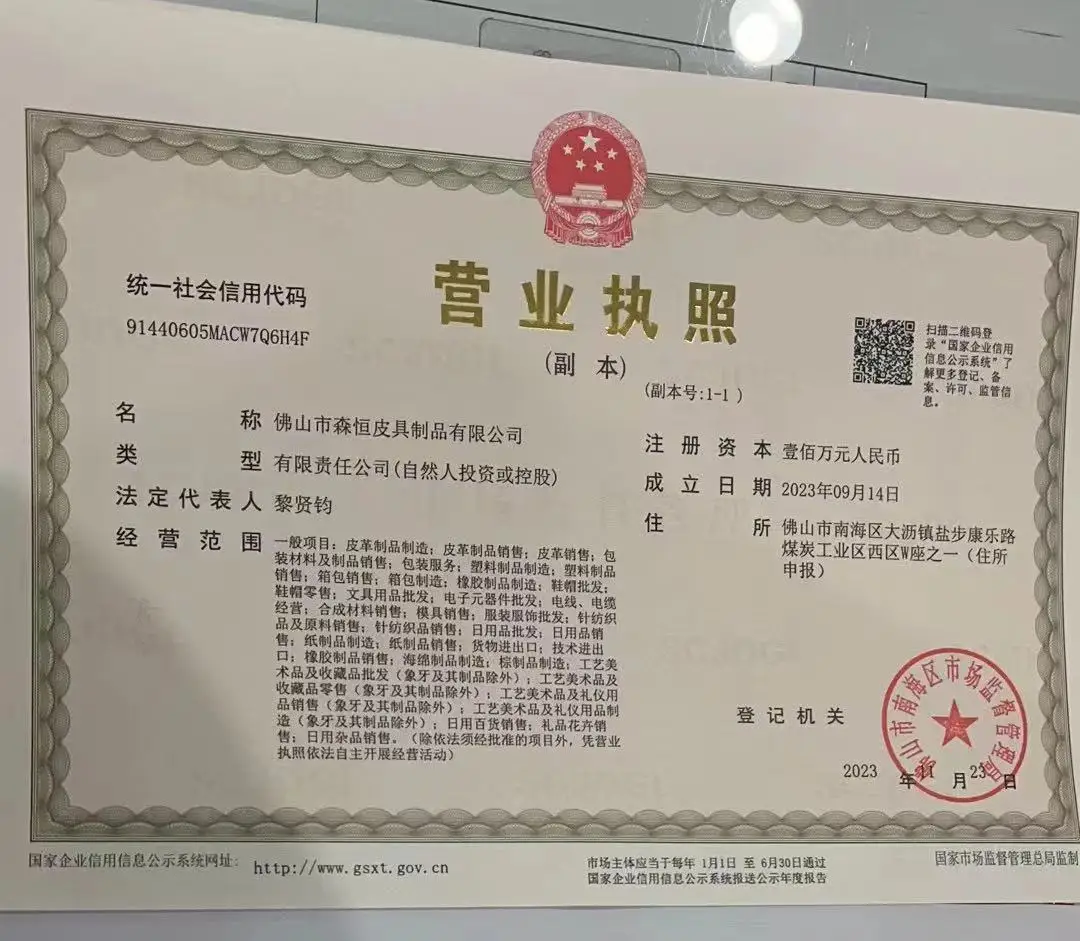 营业执照
(副 本)
(副本号:1-1)
统一社会信用代码
91440605MACW7Q6H4F
扫描二维码登
录“国家企业信用
信息公示系统”了
解更多登记、备
案、许可、监管信
息。
名称 佛山市森恒皮具制品有限公司
类型 有限责任公司(自然人投资或控股)
法定代表人 黎贤钧
经营范围 一般项目：皮革制品制造；皮革制品销售；皮革销售；包
装材料及制品销售；包装服务；塑料制品制造；塑料制品
销售；箱包销售；箱包制造；橡胶制品制造；鞋帽批发；
鞋帽零售；文具用品批发；电子元器件批发；电线、电缆
经营；合成材料销售；模具销售；服装服饰批发；针纺织
品及原料销售；针纺织品销售；日用品批发；日用品销
售；纸制品制造；纸制品销售；货物进出口；技术进出
口；橡胶制品销售；海绵制品制造；棕制品制造；工艺美
术品及收藏品批发（象牙及其制品除外）；工艺美术品及
收藏品零售（象牙及其制品除外）；工艺美术品及礼仪用
品销售（象牙及其制品除外）；工艺美术品及礼仪用品制
造（象牙及其制品除外）；日用百货销售；礼品花卉销
售；日用杂品销售。（除依法须经批准的项目外，凭营业
执照依法自主开展经营活动）
注册资本 壹佰万元人民币
成立日期 2023年09月14日
住所 佛山市南海区大沥镇盐步康乐路
煤炭工业区西区W座之一（住所
申报）
登记机关
佛山市南海区市场监督管理局
2023 年 11 月 23 日
国家企业信用信息公示系统网址：
http://www.gsxt.gov.cn
市场主体应当于每年 1月1日 至 6月30日通过
国家企业信用信息公示系统报送公示年度报告
国家市场监督管理总局监制